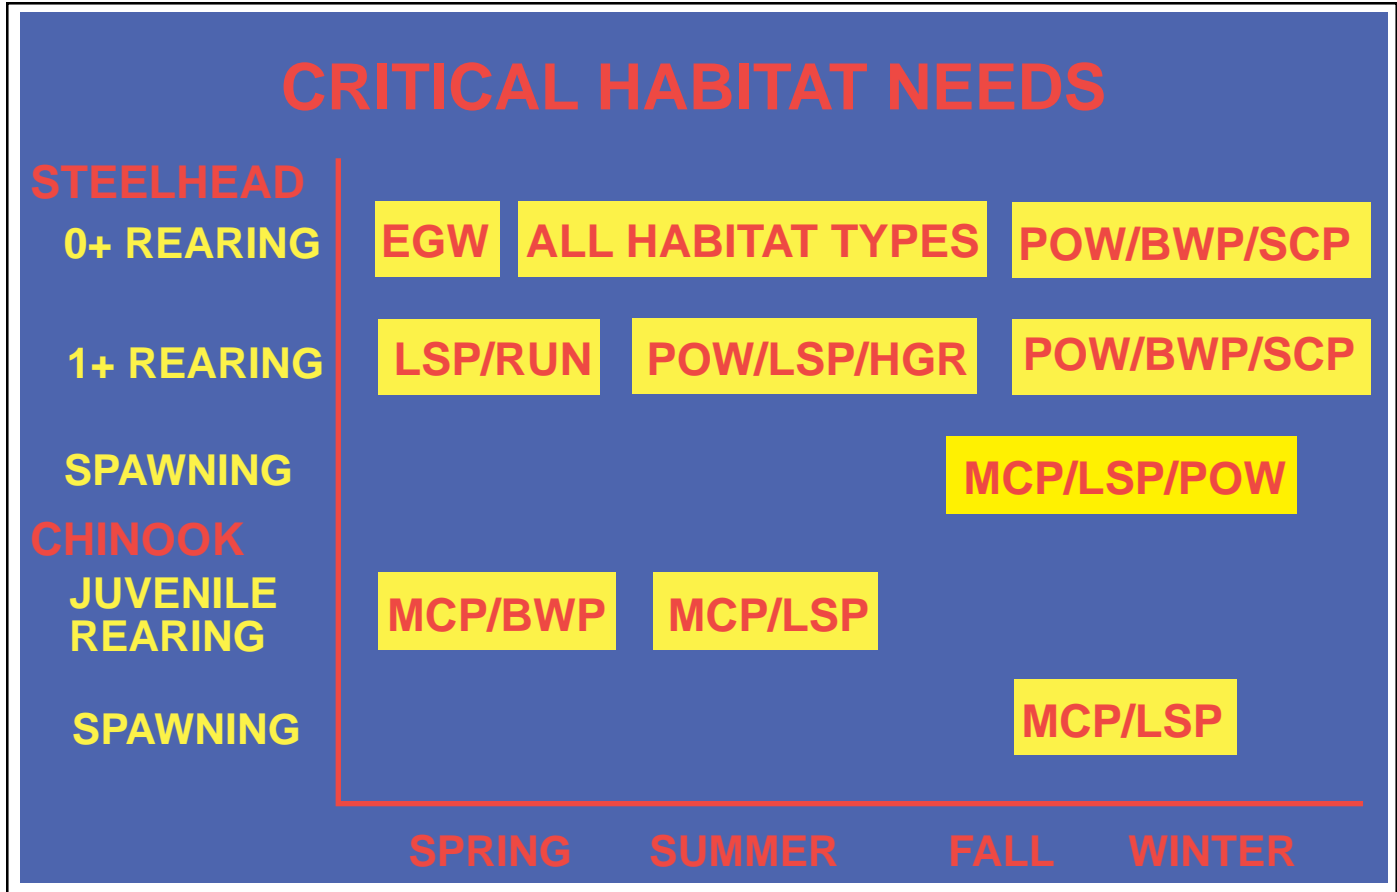 CRITICAL HABITAT NEEDS
STEELHEAD
0+ REARING
EGW
ALL HABITAT TYPES
POW/BWP/SCP
1+ REARING
LSP/RUN
POW/LSP/HGR
POW/BWP/SCP
SPAWNING
MCP/LSP/POW
CHINOOK
JUVENILE
REARING
MCP/BWP
MCP/LSP
SPAWNING
MCP/LSP
SPRING
SUMMER
FALL
WINTER